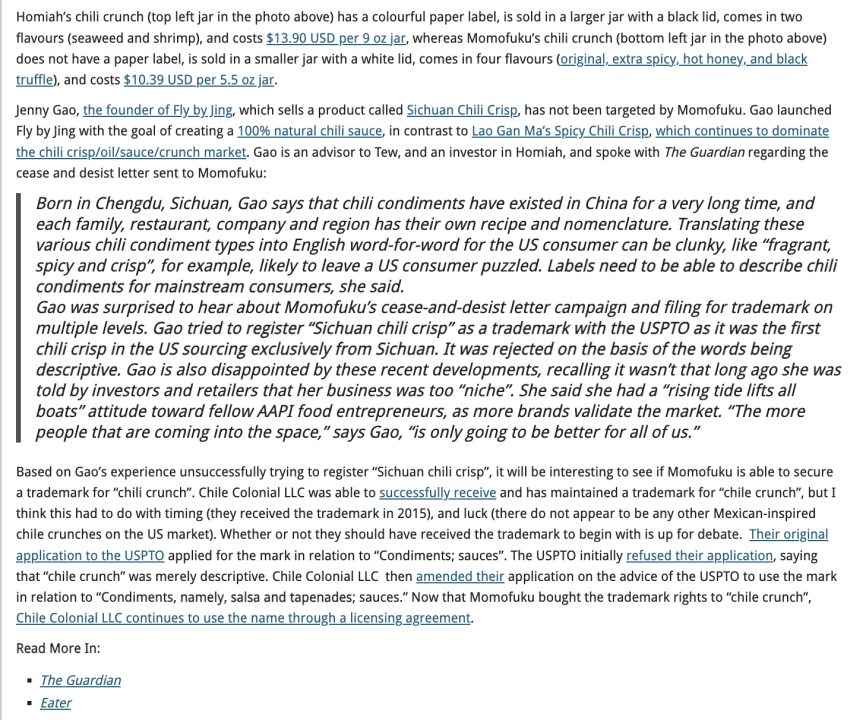 Homiah's chili crunch (top left jar in the photo above) has a colourful paper label, is sold in a larger jar with a black lid, comes in two
flavours (seaweed and shrimp), and costs $13.90 USD per 9 oz jar, whereas Momofuku's chili crunch (bottom left jar in the photo above)
does not have a paper label, is sold in a smaller jar with a white lid, comes in four flavours (original, extra spicy, hot honey, and black
truffle), and costs $10.39 USD per 5.5 oz jar.
Jenny Gao, the founder of Fly by Jing, which sells a product called Sichuan Chili Crisp, has not been targeted by Momofuku. Gao launched
Fly by Jing with the goal of creating a 100% natural chili sauce, in contrast to Lao Gan Ma's Spicy Chili Crisp, which continues to dominate
the chili crisp/oil/sauce/crunch market. Gao is an advisor to Tew, and an investor in Homiah, and spoke with The Guardian regarding the
cease and desist letter sent to Momofuku:
Born in Chengdu, Sichuan, Gao says that chili condiments have existed in China for a very long time, and
each family, restaurant, company and region has their own recipe and nomenclature. Translating these
various chili condiment types into English word-for-word for the US consumer can be clunky, like “fragrant,
spicy and crisp”, for example, likely to leave a US consumer puzzled. Labels need to be able to describe chili
condiments for mainstream consumers, she said.
Gao was surprised to hear about Momofuku's cease-and-desist letter campaign and filing for trademark on
multiple levels. Gao tried to register “Sichuan chili crisp” as a trademark with the USPTO as it was the first
chili crisp in the US sourcing exclusively from Sichuan. It was rejected on the basis of the words being
descriptive. Gao is also disappointed by these recent developments, recalling it wasn't that long ago she was
told by investors and retailers that her business was too “niche”. She said she had a “rising tide lifts all
boats” attitude toward fellow AAPI food entrepreneurs, as more brands validate the market. “The more
people that are coming into the space,” says Gao, “is only going to be better for all of us.”
Based on Gao's experience unsuccessfully trying to register “Sichuan chili crisp”, it will be interesting to see if Momofuku is able to secure
a trademark for “chili crunch”. Chile Colonial LLC was able to successfully receive and has maintained a trademark for “chile crunch”, but I
think this had to do with timing (they received the trademark in 2015), and luck (there do not appear to be any other Mexican-inspired
chile crunches on the US market). Whether or not they should have received the trademark to begin with is up for debate. Their original
application to the USPTO applied for the mark in relation to “Condiments; sauces”. The USPTO initially refused their application, saying
that “chile crunch” was merely descriptive. Chile Colonial LLC then amended their application on the advice of the USPTO to use the mark
in relation to “Condiments, namely, salsa and tapenades; sauces.” Now that Momofuku bought the trademark rights to “chile crunch”,
Chile Colonial LLC continues to use the name through a licensing agreement.
Read More In:
▪ The Guardian
▪ Eater